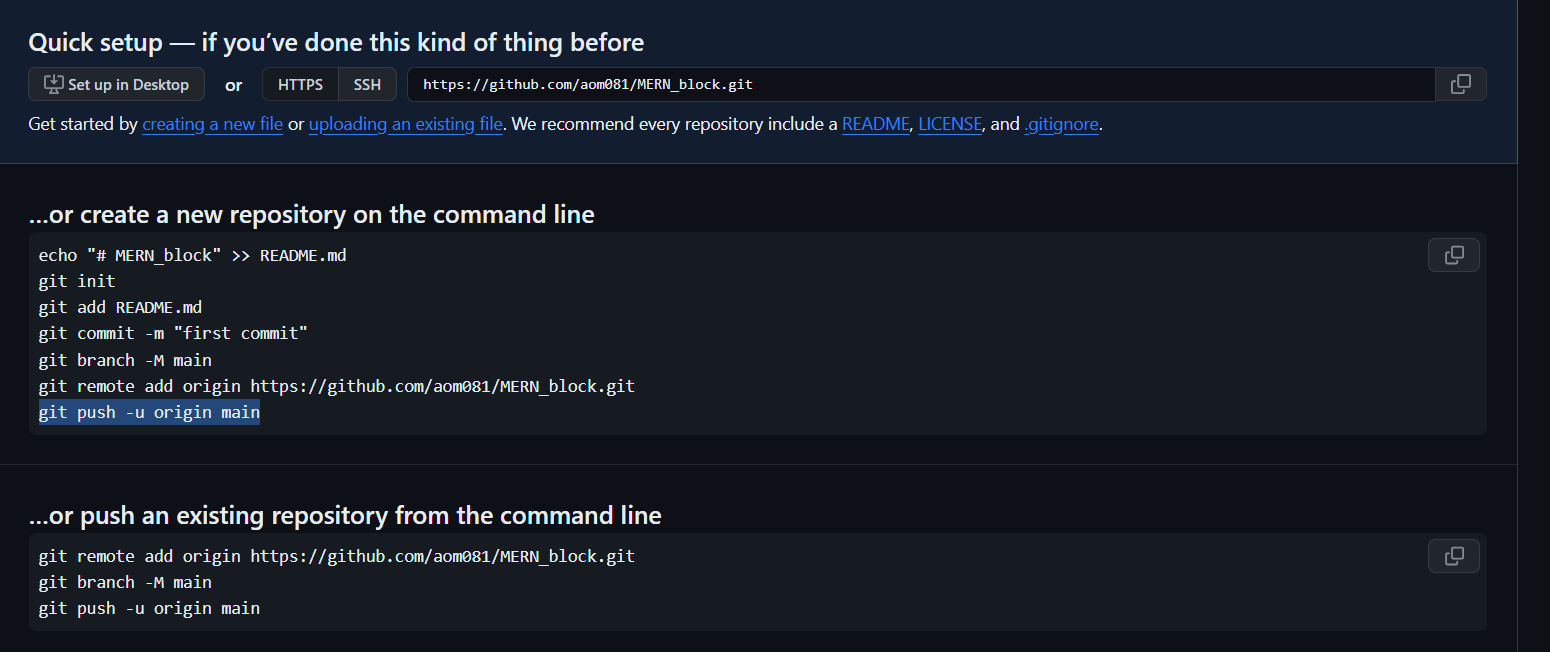 Quick setup — if you’ve done this kind of thing before
Set up in Desktop or HTTPS SSH https://github.com/aom081/MERN_block.git
Get started by creating a new file or uploading an existing file. We recommend every repository include a README, LICENSE, and .gitignore.
…or create a new repository on the command line
echo "# MERN_block" >> README.md
git init
git add README.md
git commit -m "first commit"
git branch -M main
git remote add origin https://github.com/aom081/MERN_block.git
git push -u origin main
…or push an existing repository from the command line
git remote add origin https://github.com/aom081/MERN_block.git
git branch -M main
git push -u origin main